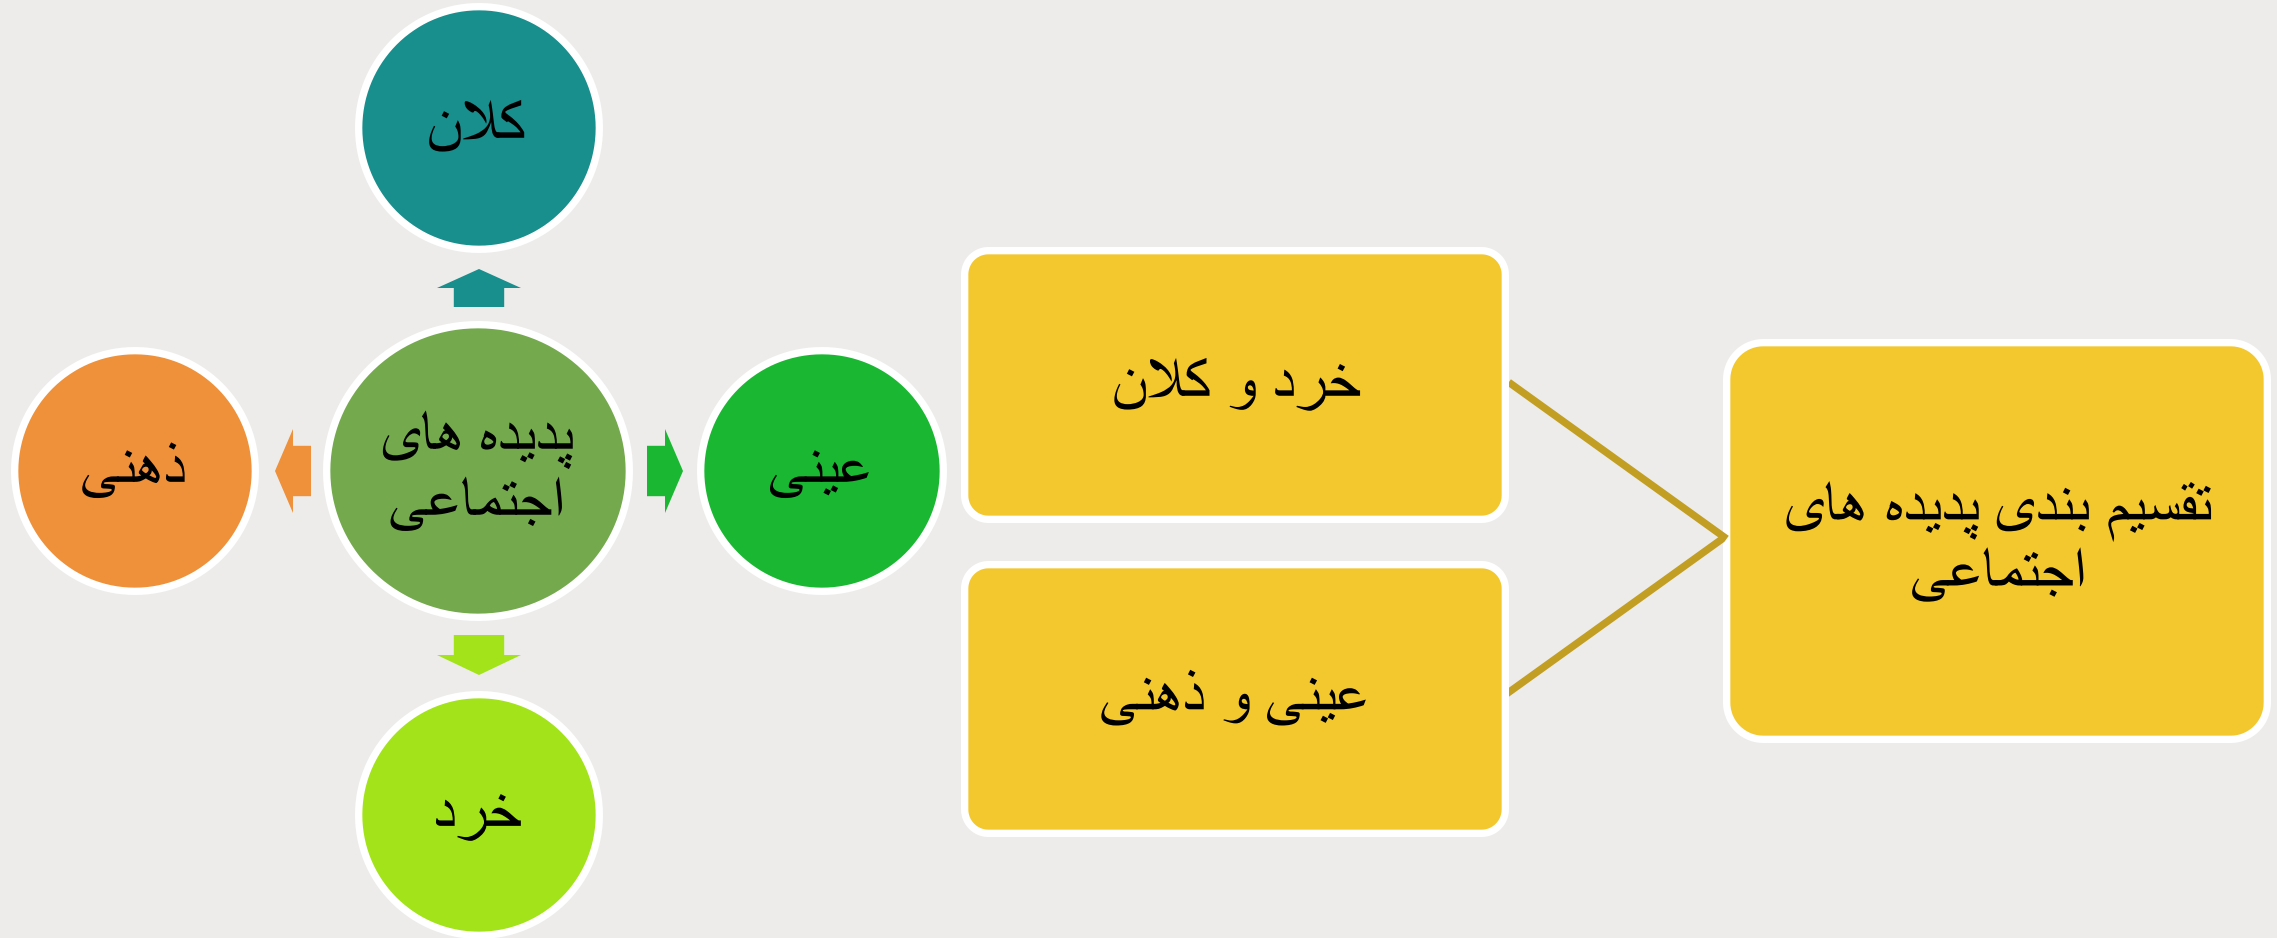 تقسیم بندی پدیده های
اجتماعی
خرد و کلان
عینی و ذهنی
کلان
عینی
پدیده های
اجتماعی
ذهنی
خرد